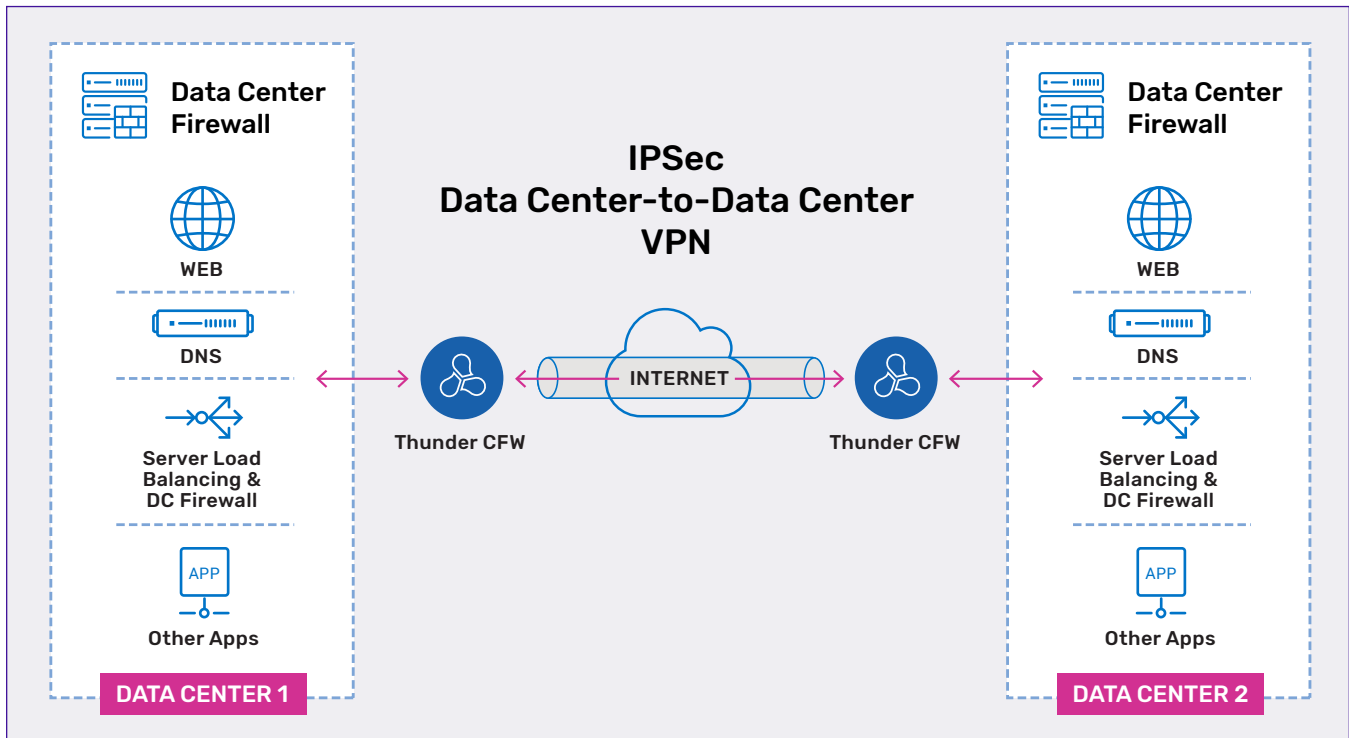 Data Center
Firewall
WEB
DNS
Server Load
Balancing &
DC Firewall
APP
Other Apps
DATA CENTER 1
IPSec
Data Center-to-Data Center
VPN
Thunder CFW
INTERNET
Thunder CFW
Data Center
Firewall
WEB
DNS
Server Load
Balancing &
DC Firewall
APP
Other Apps
DATA CENTER 2